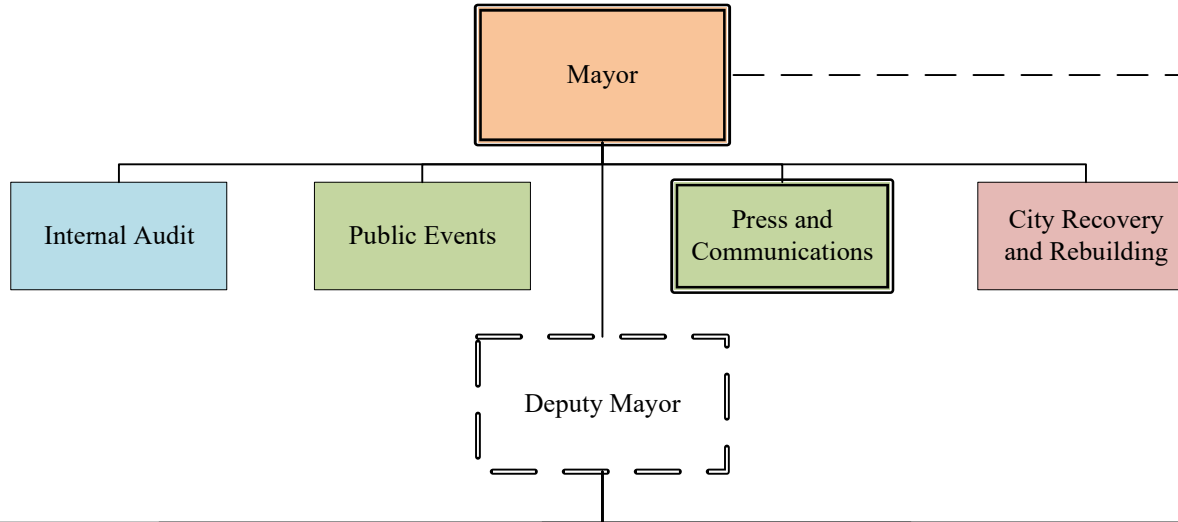 Mayor
Internal Audit
Public Events
Press and
Communications
City Recovery
and Rebuilding
Deputy Mayor